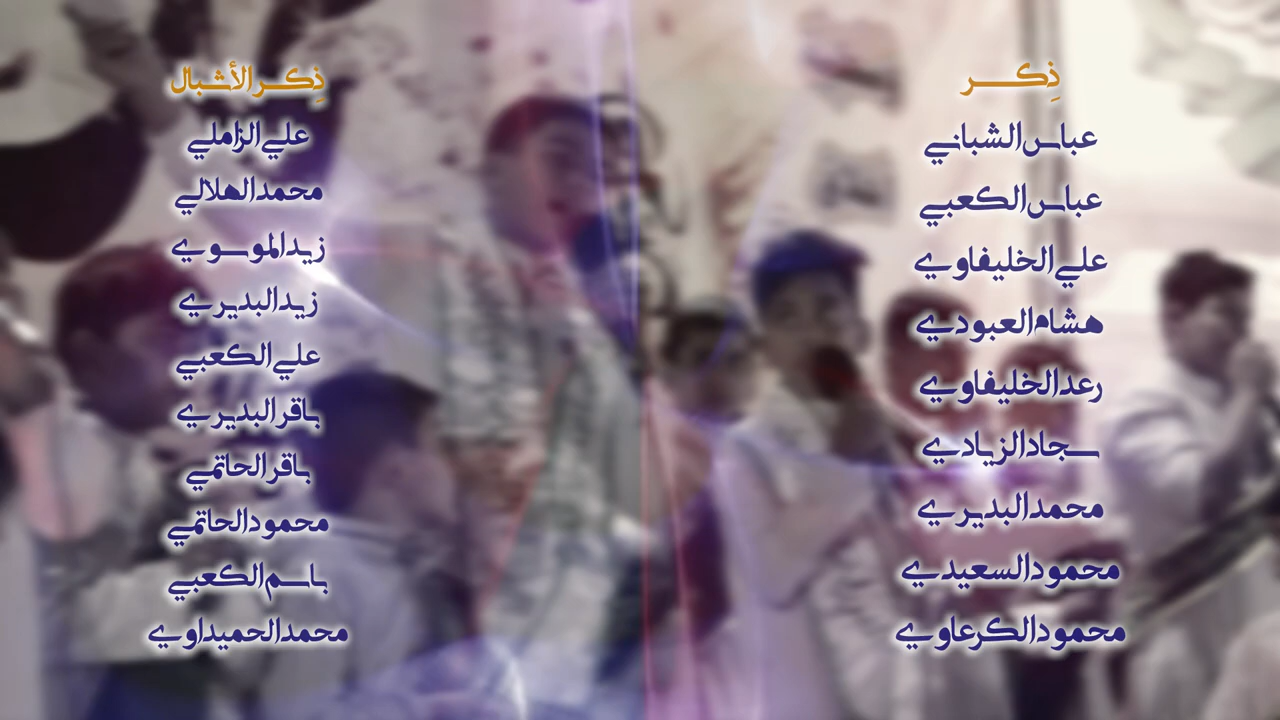 ذِكــر
عباس الشباني
عباس الكعبي
علي الخليفاوي
هشام العبودي
رعد الخليفاوي
سجاد الزيادي
محمد البديري
محمود السعيدي
محمود الكرعاوي
ذِكر الأشبال
علي الزاملي
محمد الهلالي
زيد الموسوي
زيد البديري
علي الكعبي
باقر البديري
باقر الحاتمي
محمود الحاتمي
باسم الكعبي
محمد الحميداوي